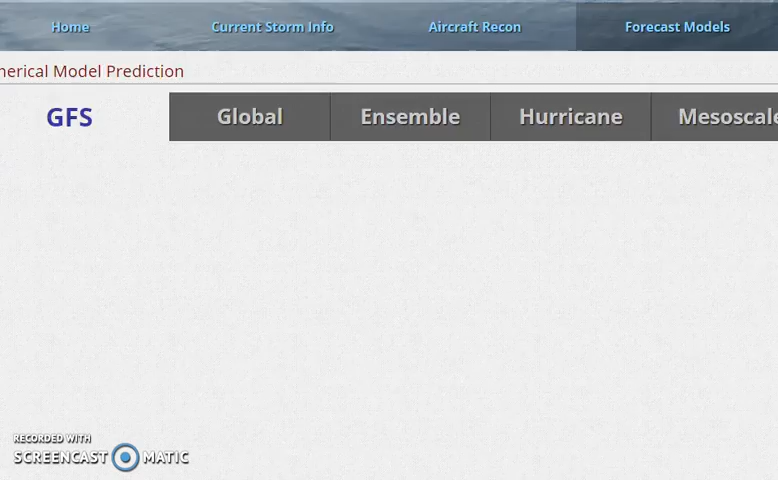 Home Current Storm Info Aircraft Recon Forecast Models
nerical Model Prediction
GFS Global Ensemble Hurricane Mesoscale
RECORDED WITH
SCREENCAST MATIC